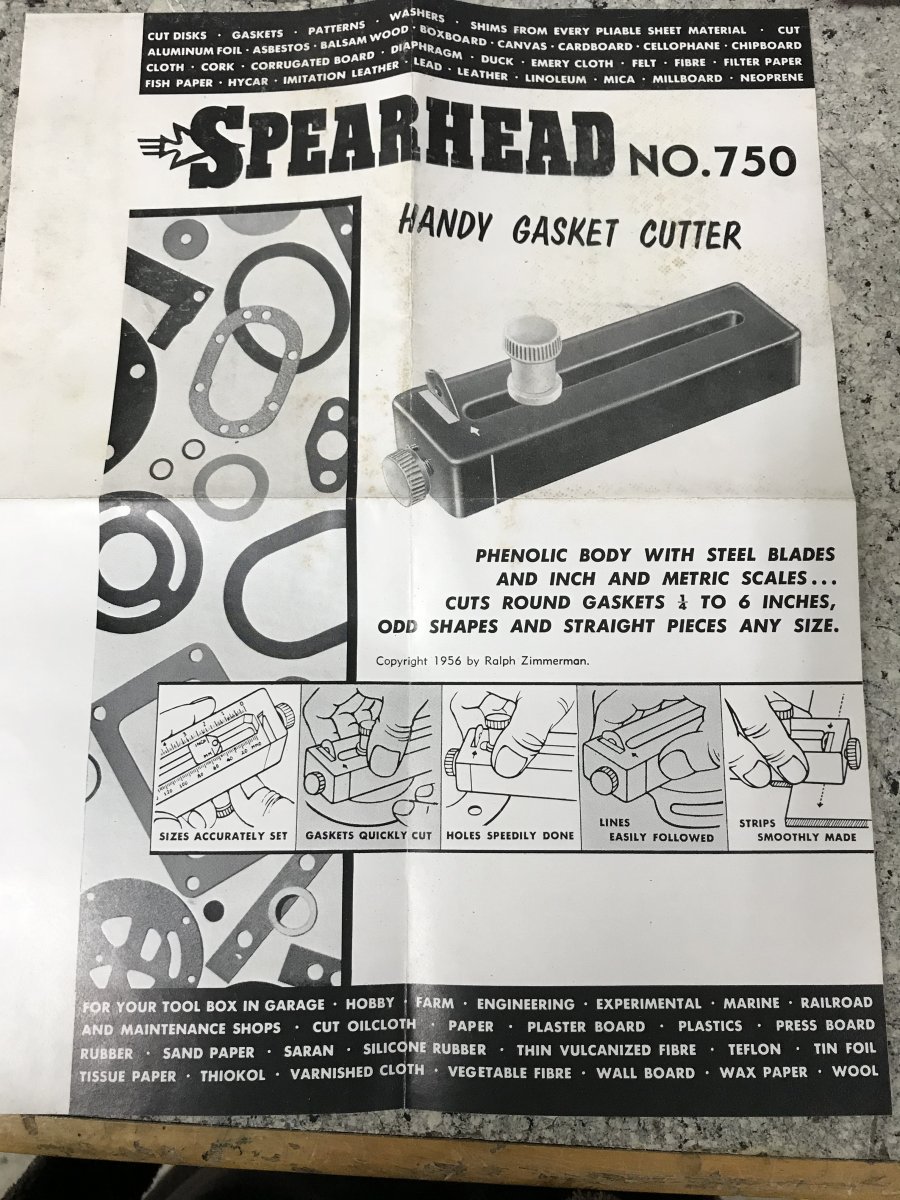 CUT DISKS · GASKETS · PATTERNS · WASHERS · SHIMS FROM EVERY PLIABLE SHEET MATERIAL · CUT
ALUMINUM FOIL · ASBESTOS · BALSAM WOOD · BOXBOARD · CANVAS · CARDBOARD · CELLOPHANE · CHIPBOARD
CLOTH · CORK · CORRUGATED BOARD · DIAPHRAGM · DUCK · EMERY CLOTH · FELT · FIBRE · FILTER PAPER
FISH PAPER · HYCAR · IMITATION LEATHER · LEAD · LEATHER · LINOLEUM · MICA · MILLBOARD · NEOPRENE
SPEARHEAD NO.750
HANDY GASKET CUTTER
PHENOLIC BODY WITH STEEL BLADES
AND INCH AND METRIC SCALES...
CUTS ROUND GASKETS ¼ TO 6 INCHES,
ODD SHAPES AND STRAIGHT PIECES ANY SIZE.
Copyright 1956 by Ralph Zimmerman.
SIZES ACCURATELY SET
GASKETS QUICKLY CUT
HOLES SPEEDILY DONE
LINES
EASILY FOLLOWED
STRIPS
SMOOTHLY MADE
FOR YOUR TOOL BOX IN GARAGE · HOBBY · FARM · ENGINEERING · EXPERIMENTAL · MARINE · RAILROAD
AND MAINTENANCE SHOPS · CUT OILCLOTH · PAPER · PLASTER BOARD · PLASTICS · PRESS BOARD
RUBBER · SAND PAPER · SARAN · SILICONE RUBBER · THIN VULCANIZED FIBRE · TEFLON · TIN FOIL
TISSUE PAPER · THIOKOL · VARNISHED CLOTH · VEGETABLE FIBRE · WALL BOARD · WAX PAPER · WOOL